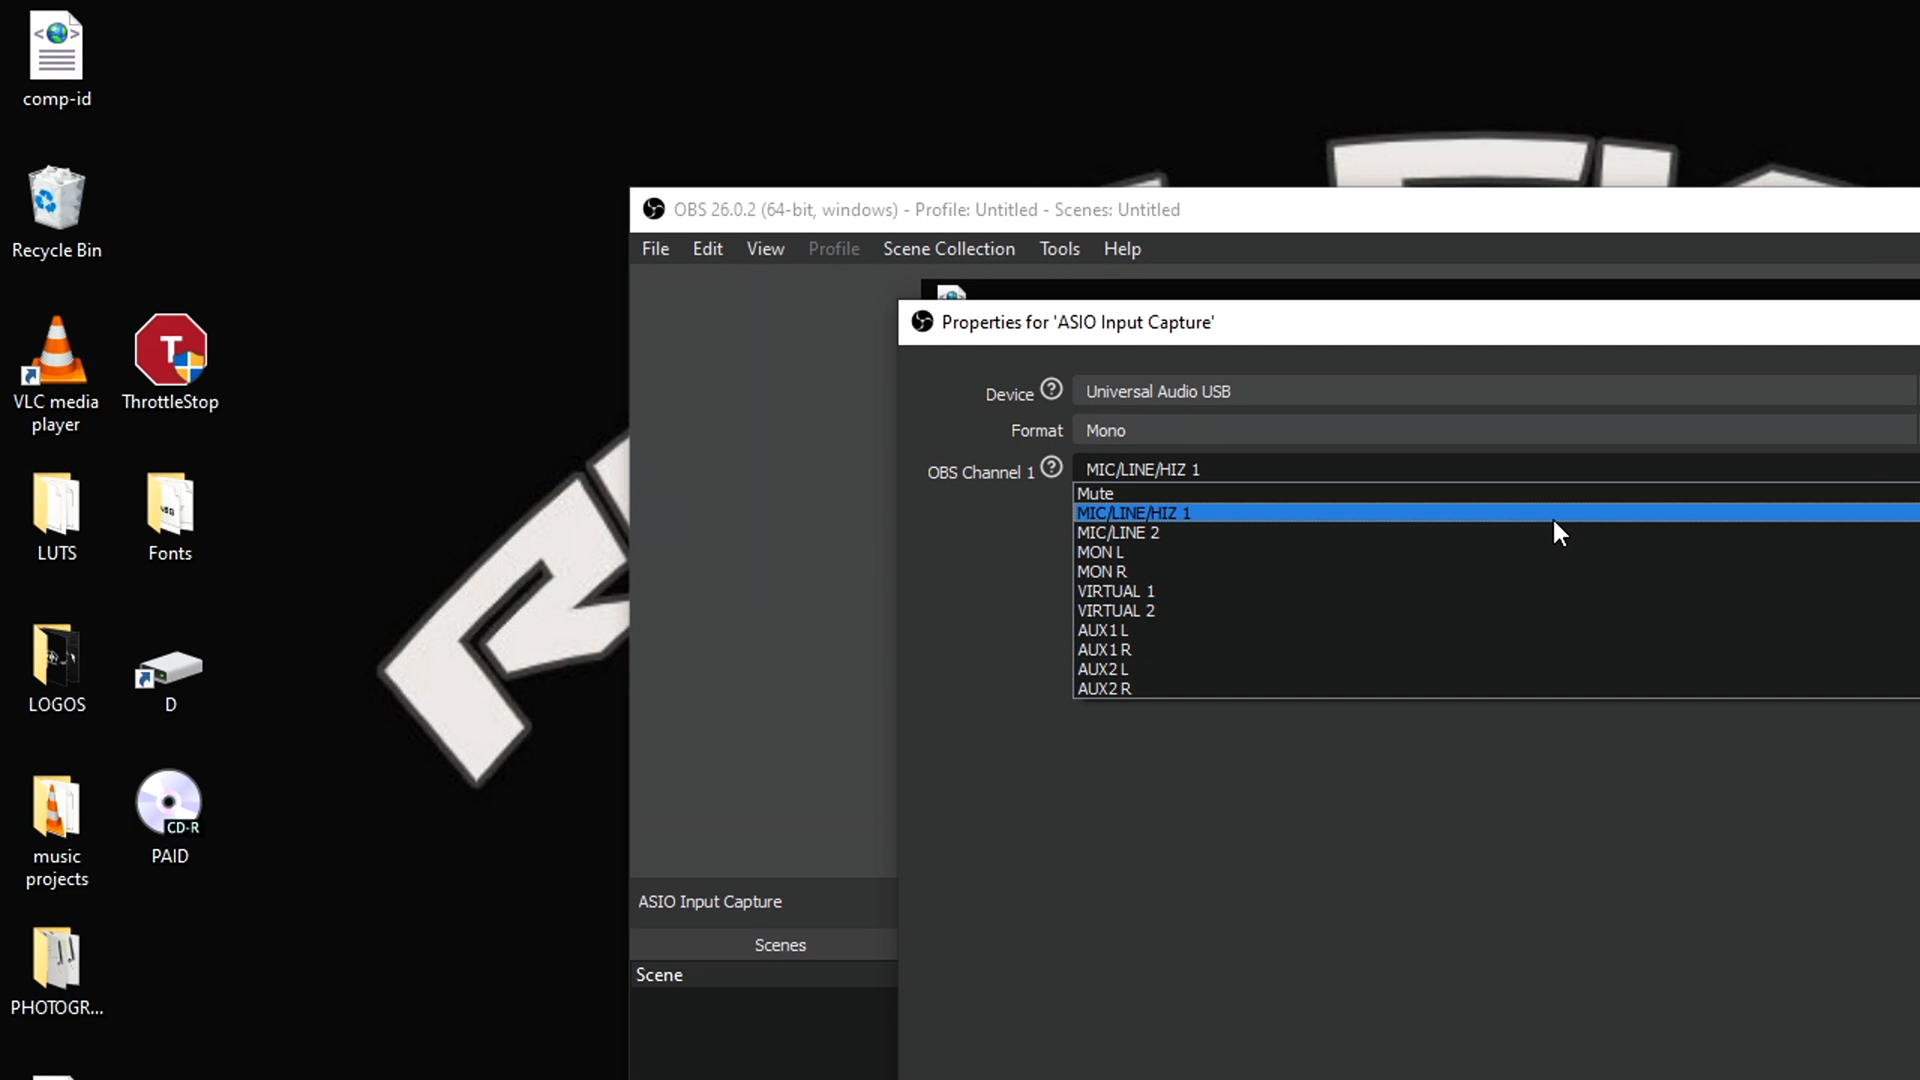 comp-id
Recycle Bin
VLC media
player
ThrottleStop
LUTS
Fonts
LOGOS
D
music
projects
CD-R
PAID
PHOTOGR...
OBS 26.0.2 (64-bit, windows) - Profile: Untitled - Scenes: Untitled
File Edit View Profile Scene Collection Tools Help
Properties for 'ASIO Input Capture'
Device ? Universal Audio USB
Format Mono
OBS Channel 1 ? MIC/LINE/HIZ 1
Mute
MIC/LINE/HIZ 1
MIC/LINE 2
MON L
MON R
VIRTUAL 1
VIRTUAL 2
AUX1 L
AUX1 R
AUX2 L
AUX2 R
ASIO Input Capture
Scenes
Scene